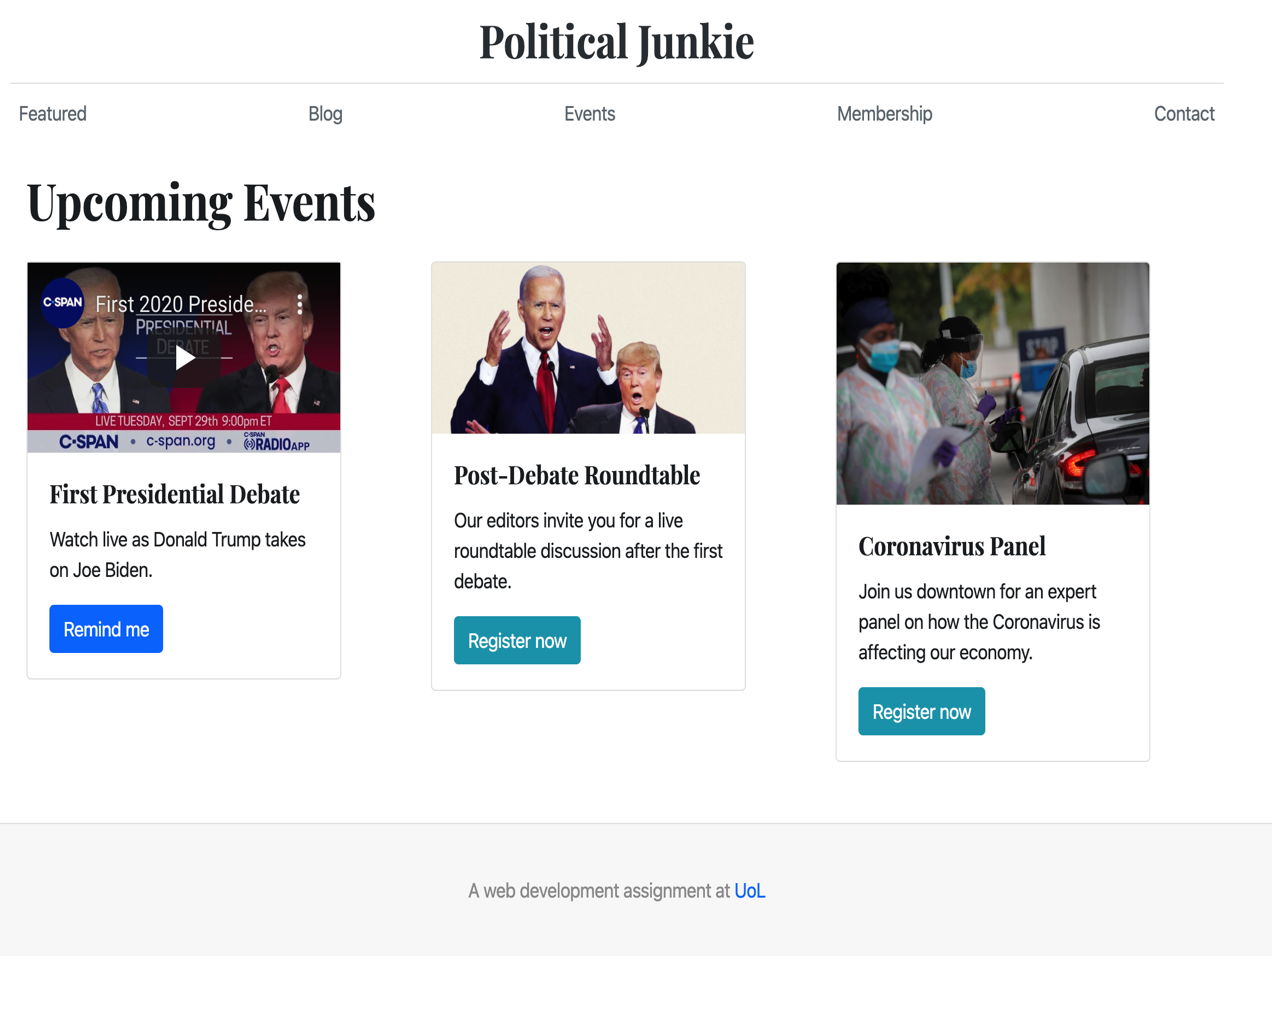 Political Junkie
Featured Blog Events Membership Contact
Upcoming Events
C-SPAN First 2020 Preside...
PRESIDENTIAL
DEBATE
LIVE TUESDAY, SEPT 29th 9:00pm ET
C-SPAN • c-span.org • C-SPAN RADIO APP
First Presidential Debate
Watch live as Donald Trump takes
on Joe Biden.
Remind me
Post-Debate Roundtable
Our editors invite you for a live
roundtable discussion after the first
debate.
Register now
STOP
Coronavirus Panel
Join us downtown for an expert
panel on how the Coronavirus is
affecting our economy.
Register now
A web development assignment at UoL